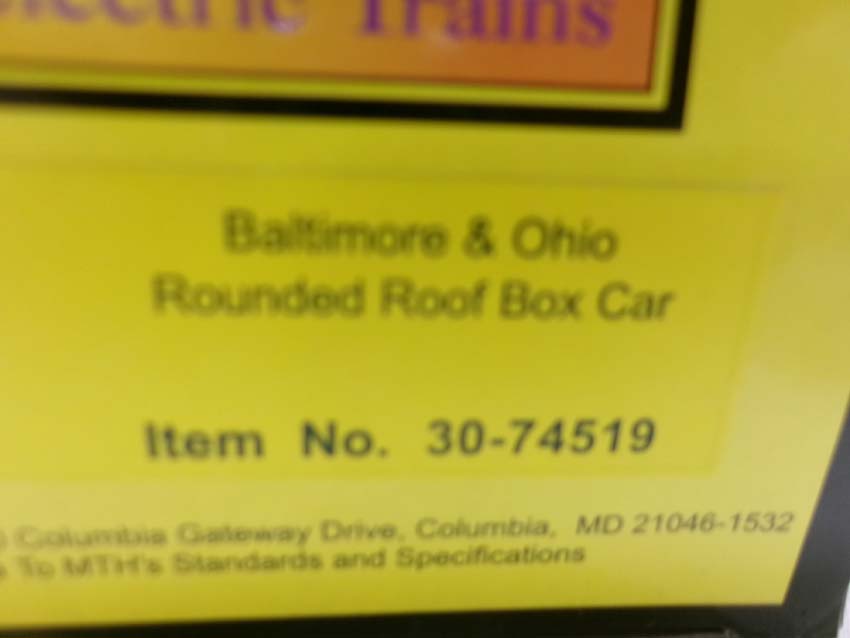 Electric Trains
Baltimore & Ohio
Rounded Roof Box Car
Item No. 30-74519
Columbia Gateway Drive, Columbia, MD 21046-1532
To MTH's Standards and Specifications